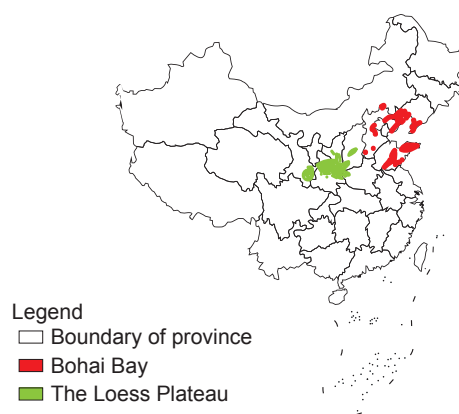 Legend
Boundary of province
Bohai Bay
The Loess Plateau